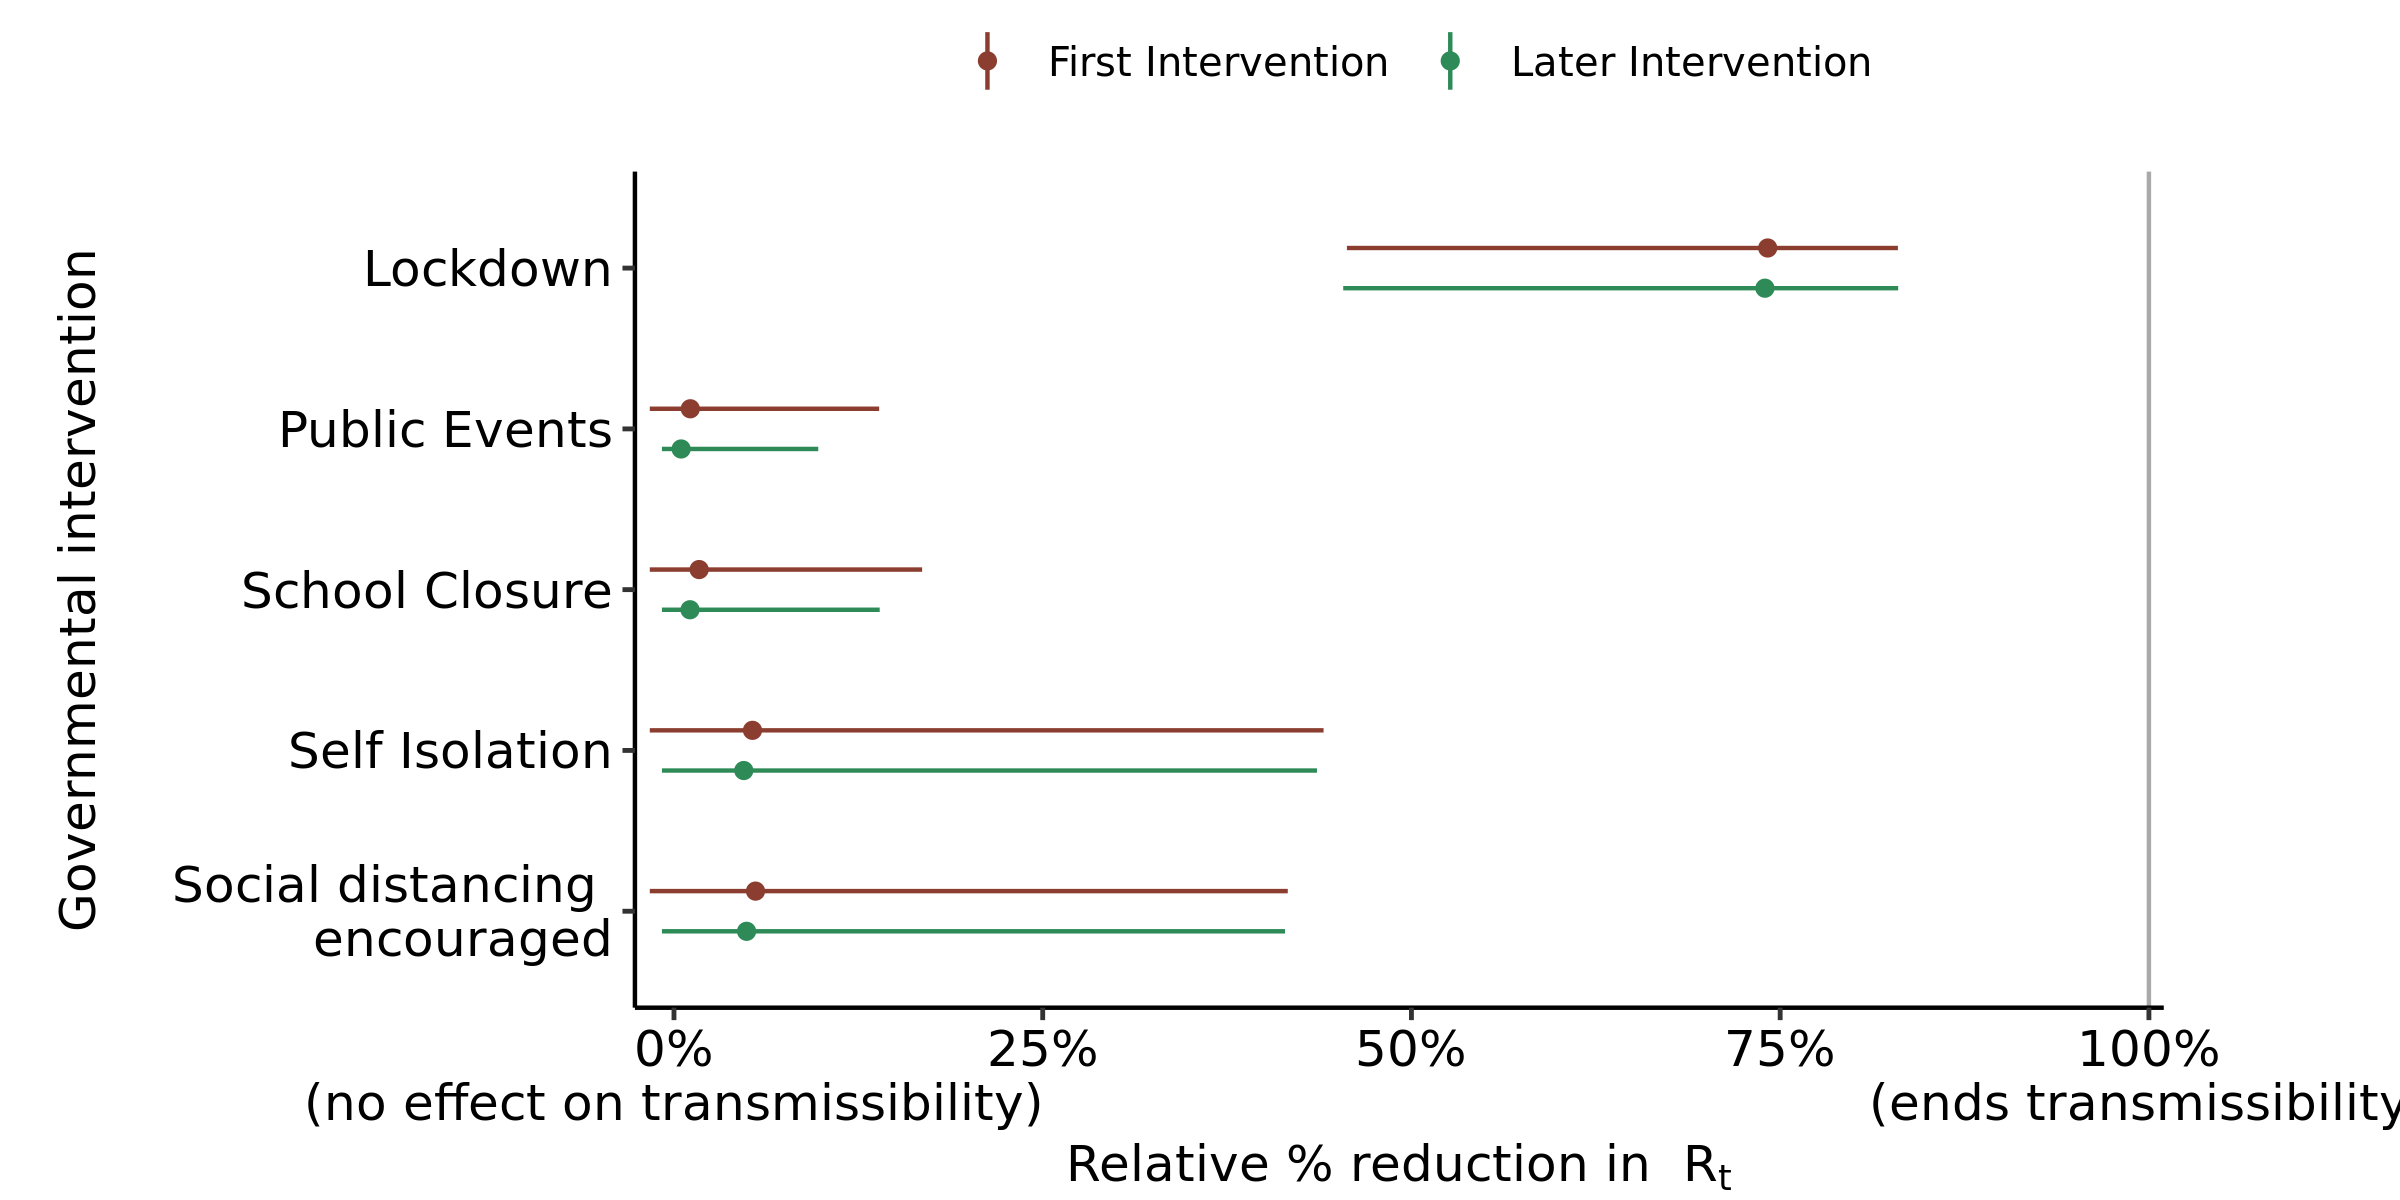 First Intervention Later Intervention
Governmental intervention
Lockdown
Public Events
School Closure
Self Isolation
Social distancing
encouraged
0% 25% 50% 75% 100%
(no effect on transmissibility) (ends transmissibility
Relative % reduction in Rt